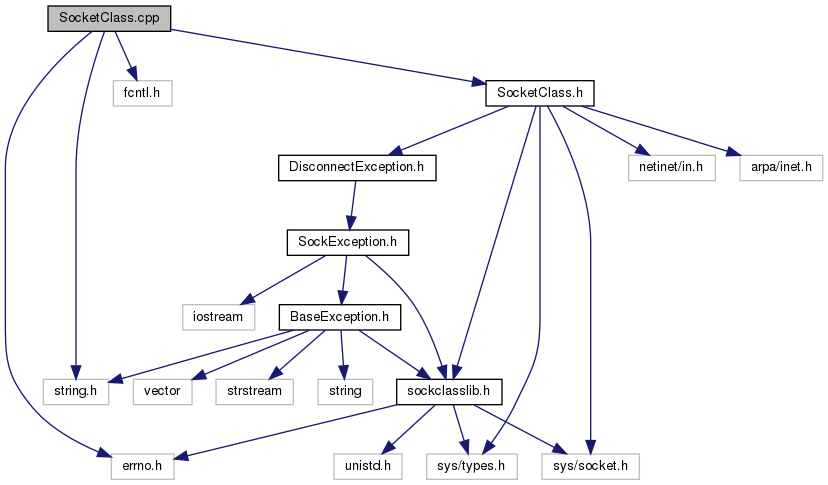 SocketClass.cpp
fcntl.h
SocketClass.h
DisconnectException.h
netinet/in.h
arpa/inet.h
SockException.h
iostream
BaseException.h
string.h
vector
strstream
string
sockclasslib.h
errno.h
unistd.h
sys/types.h
sys/socket.h